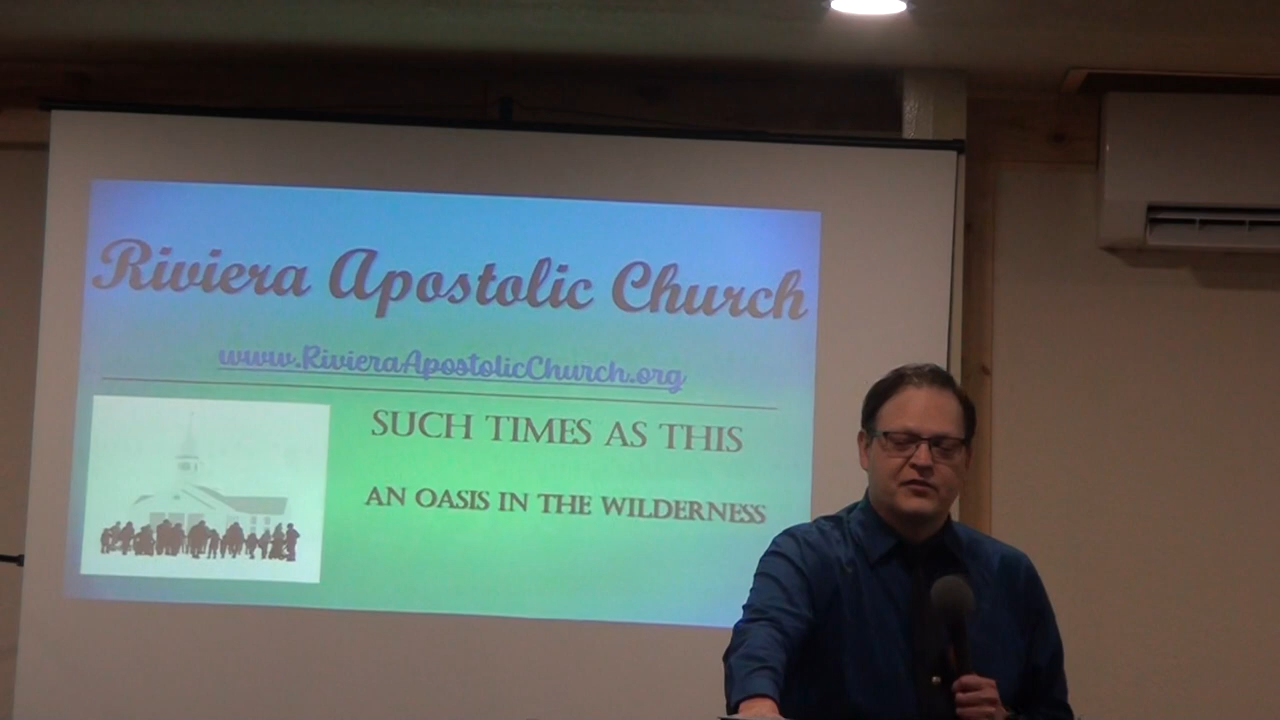 Riviera Apostolic Church
www.RivieraApostolicChurch.org
SUCH TIMES AS THIS
AN OASIS IN THE WILDERNESS